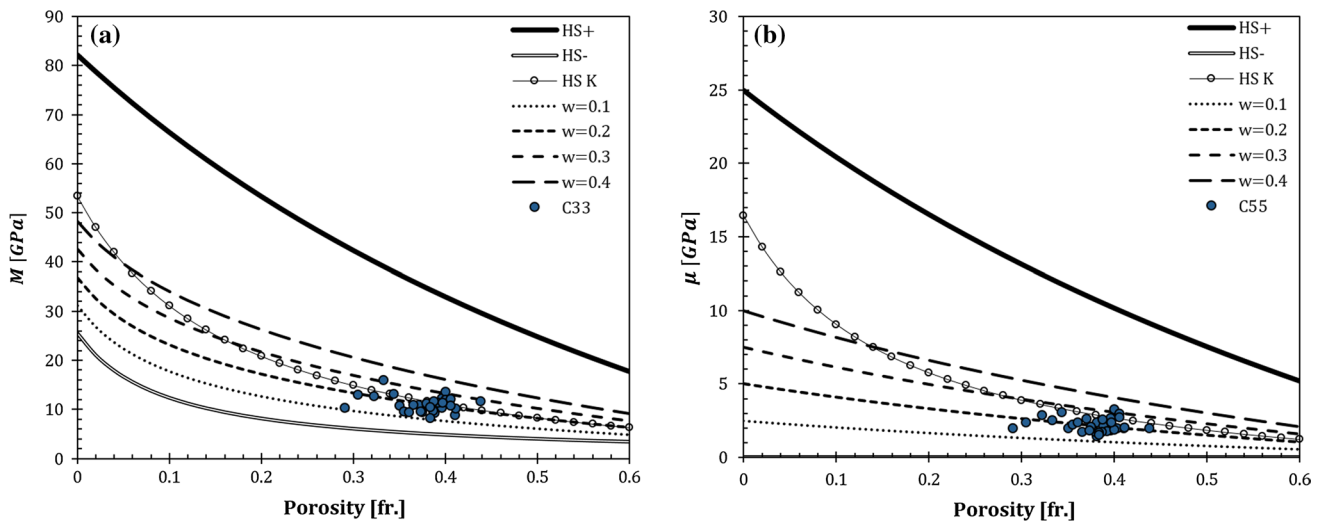 (a)
HS+
HS-
HS K
w=0.1
w=0.2
w=0.3
w=0.4
C33
90
80
70
60
50
40
30
20
10
0
M [GPa]
0 0.1 0.2 0.3 0.4 0.5 0.6
Porosity [fr.]
(b)
HS+
HS-
HS K
w=0.1
w=0.2
w=0.3
w=0.4
C55
30
25
20
15
10
5
0
μ [GPa]
0 0.1 0.2 0.3 0.4 0.5 0.6
Porosity [fr.]